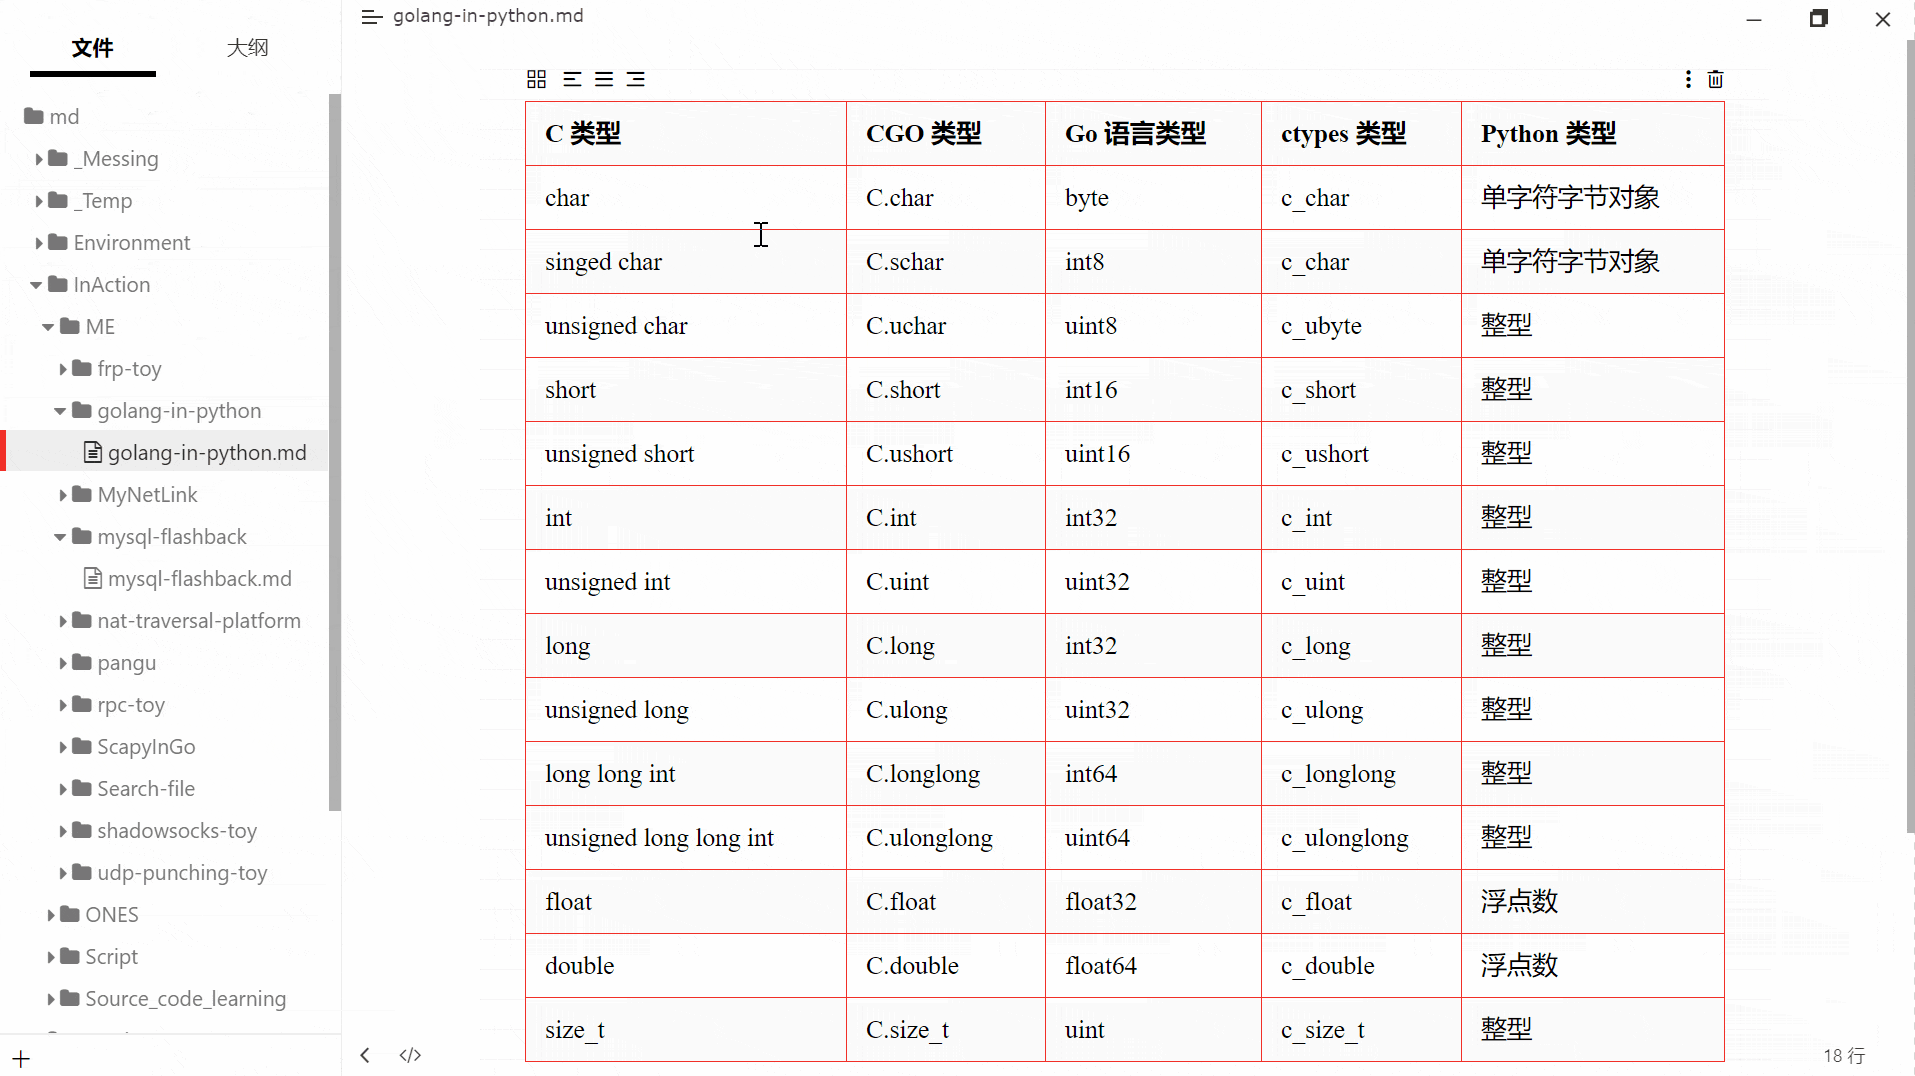 golang-in-python.md
文件 大纲
md
_Messing
_Temp
Environment
InAction
ME
frp-toy
golang-in-python
golang-in-python.md
MyNetLink
mysql-flashback
mysql-flashback.md
nat-traversal-platform
pangu
rpc-toy
ScapyInGo
Search-file
shadowsocks-toy
udp-punching-toy
ONES
Script
Source_code_learning
C 类型 CGO 类型 Go 语言类型 ctypes 类型 Python 类型
char C.char byte c_char 单字符字节对象
singed char C.schar int8 c_char 单字符字节对象
unsigned char C.uchar uint8 c_ubyte 整型
short C.short int16 c_short 整型
unsigned short C.ushort uint16 c_ushort 整型
int C.int int32 c_int 整型
unsigned int C.uint uint32 c_uint 整型
long C.long int32 c_long 整型
unsigned long C.ulong uint32 c_ulong 整型
long long int C.longlong int64 c_longlong 整型
unsigned long long int C.ulonglong uint64 c_ulonglong 整型
float C.float float32 c_float 浮点数
double C.double float64 c_double 浮点数
size_t C.size_t uint c_size_t 整型
</> 18 行